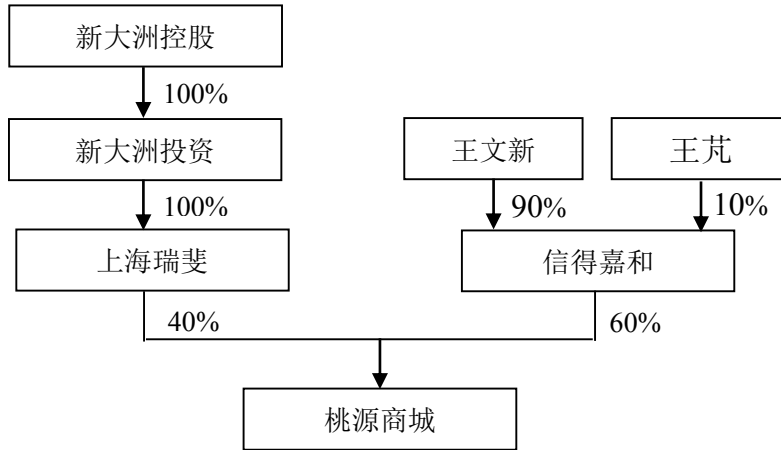 新大洲控股
100%
新大洲投资
王文新
王芃
100%
90%
10%
上海瑞斐
信得嘉和
40%
60%
桃源商城